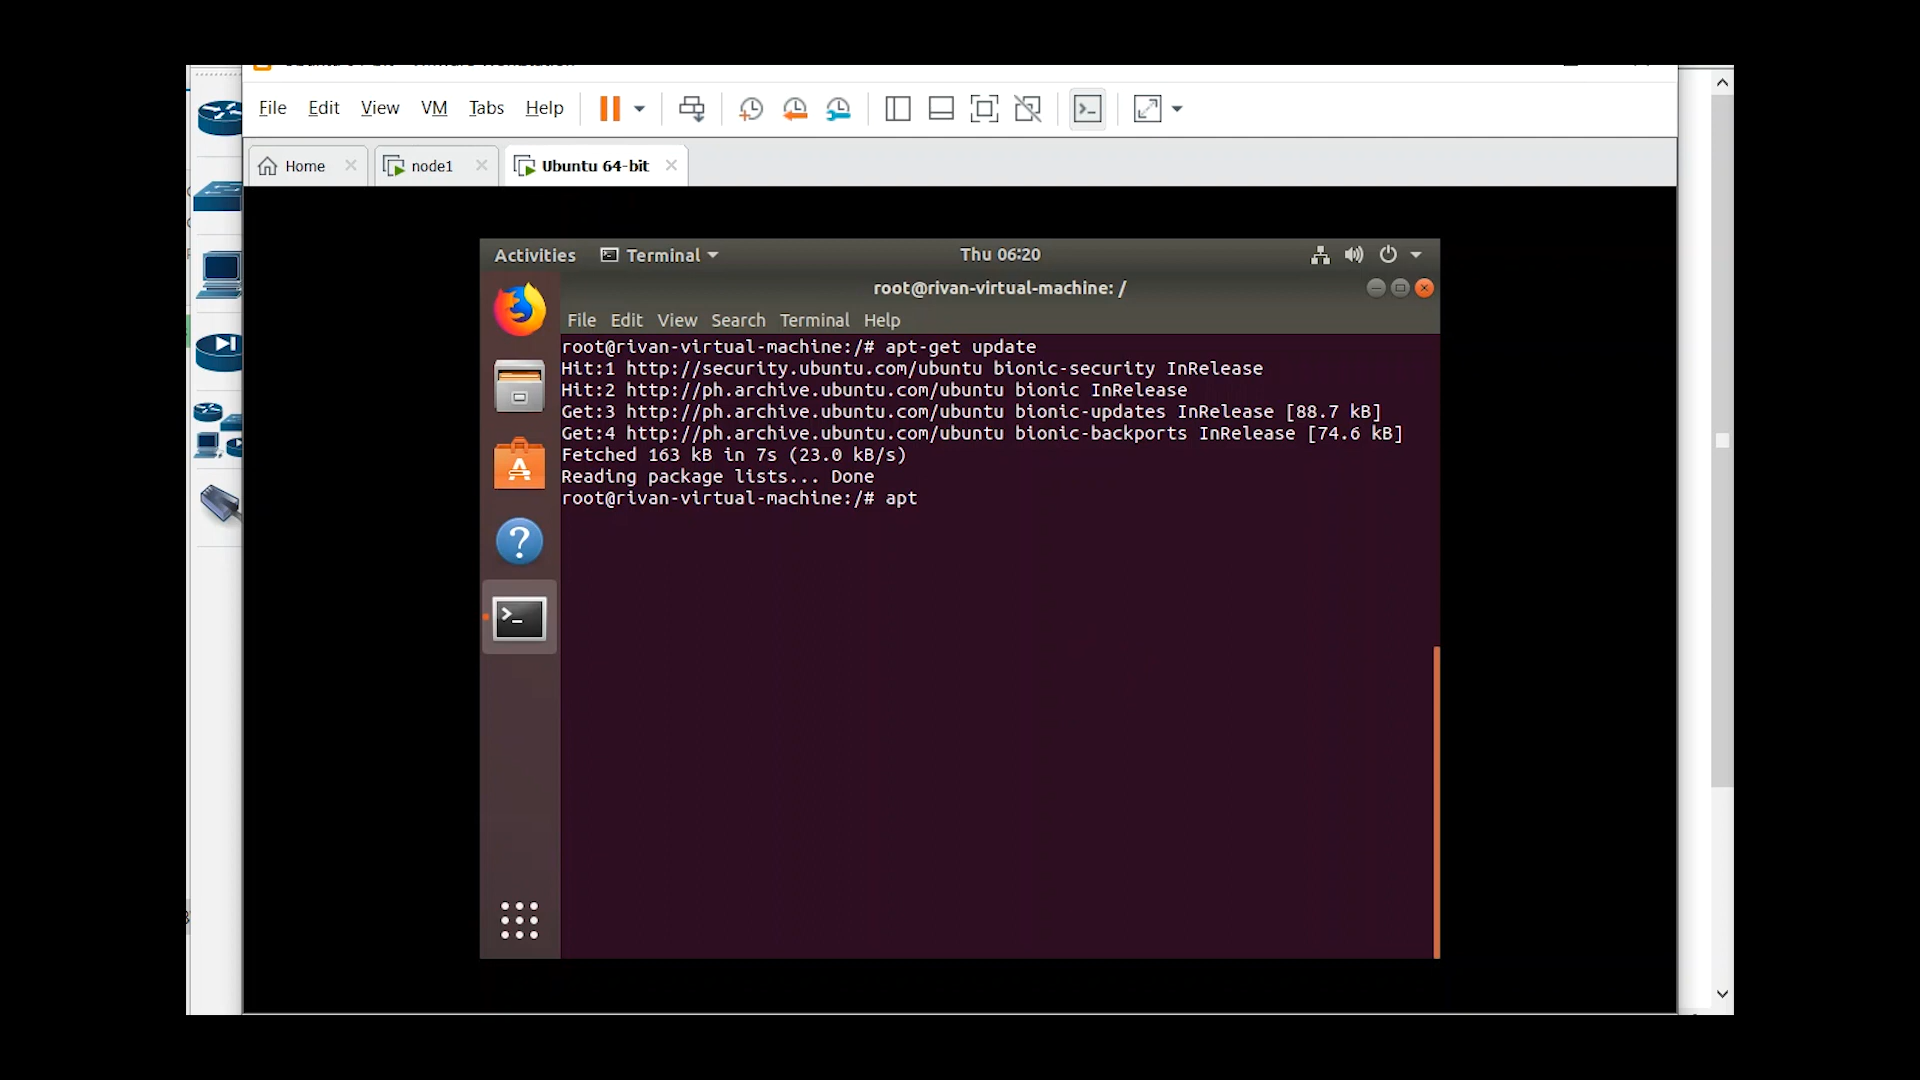 File Edit View VM Tabs Help
Home node1 Ubuntu 64-bit
Activities Terminal Thu 06:20
root@rivan-virtual-machine: /
File Edit View Search Terminal Help
root@rivan-virtual-machine:/# apt-get update
Hit:1 http://security.ubuntu.com/ubuntu bionic-security InRelease
Hit:2 http://ph.archive.ubuntu.com/ubuntu bionic InRelease
Get:3 http://ph.archive.ubuntu.com/ubuntu bionic-updates InRelease [88.7 kB]
Get:4 http://ph.archive.ubuntu.com/ubuntu bionic-backports InRelease [74.6 kB]
Fetched 163 kB in 7s (23.0 kB/s)
Reading package lists... Done
root@rivan-virtual-machine:/# apt